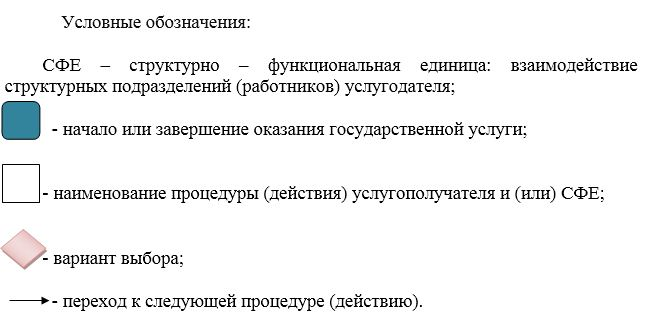 Условные обозначения:
СФЕ – структурно – функциональная единица: взаимодействие
структурных подразделений (работников) услугодателя;
- начало или завершение оказания государственной услуги;
- наименование процедуры (действия) услугополучателя и (или) СФЕ;
- вариант выбора;
- переход к следующей процедуре (действию).